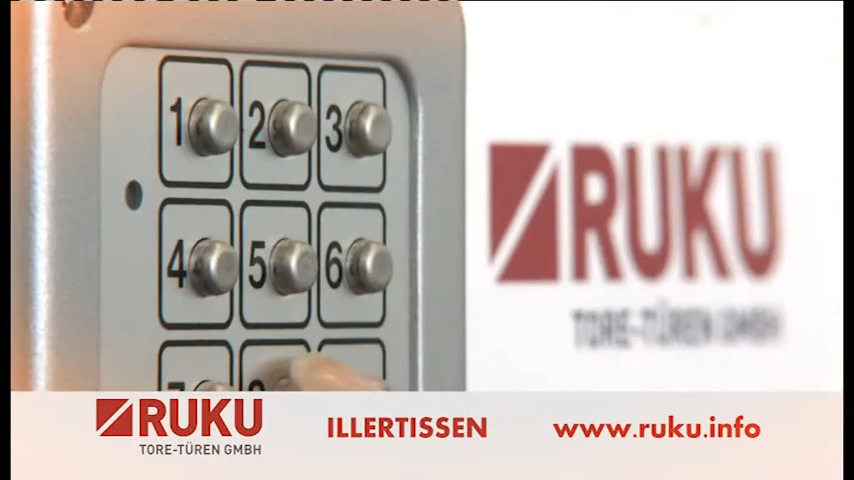 1 2 3
4 5 6
RUKU
TORE-TÜREN GMBH
RUKU
TORE-TÜREN GMBH
ILLERTISSEN
www.ruku.info